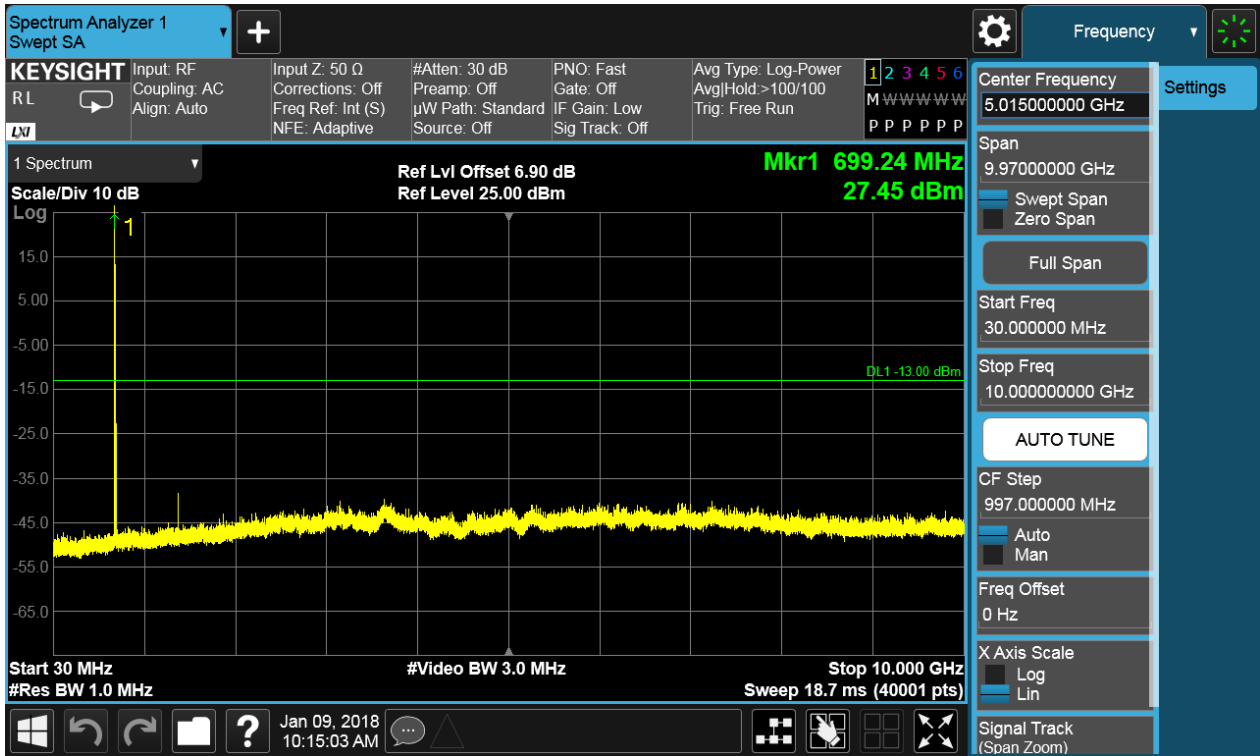 Spectrum Analyzer 1
Swept SA
Frequency
KEYSIGHT
RL
LXI
Input: RF
Coupling: AC
Align: Auto
Input Z: 50 Ω
Corrections: Off
Freq Ref: Int (S)
NFE: Adaptive
#Atten: 30 dB
Preamp: Off
µW Path: Standard
Source: Off
PNO: Fast
Gate: Off
IF Gain: Low
Sig Track: Off
Avg Type: Log-Power
Avg|Hold:>100/100
Trig: Free Run
1 2 3 4 5 6
M W W W W W
P P P P P P
1 Spectrum
Scale/Div 10 dB
Log
Ref Lvl Offset 6.90 dB
Ref Level 25.00 dBm
Mkr1 699.24 MHz
27.45 dBm
1
15.0
5.00
-5.00
-15.0
-25.0
-35.0
-45.0
-55.0
-65.0
DL1 -13.00 dBm
Start 30 MHz
#Res BW 1.0 MHz
#Video BW 3.0 MHz
Stop 10.000 GHz
Sweep 18.7 ms (40001 pts)
Center Frequency
5.015000000 GHz
Span
9.97000000 GHz
Swept Span
Zero Span
Full Span
Start Freq
30.000000 MHz
Stop Freq
10.000000000 GHz
AUTO TUNE
CF Step
997.000000 MHz
Auto
Man
Freq Offset
0 Hz
X Axis Scale
Log
Lin
Signal Track
(Span Zoom)
Settings
?
Jan 09, 2018
10:15:03 AM